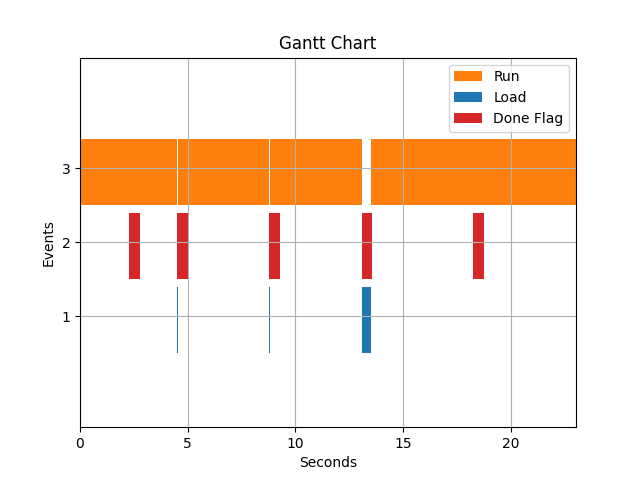 Gantt Chart
Run
Load
Done Flag
3
2
1
Events
0 5 10 15 20
Seconds